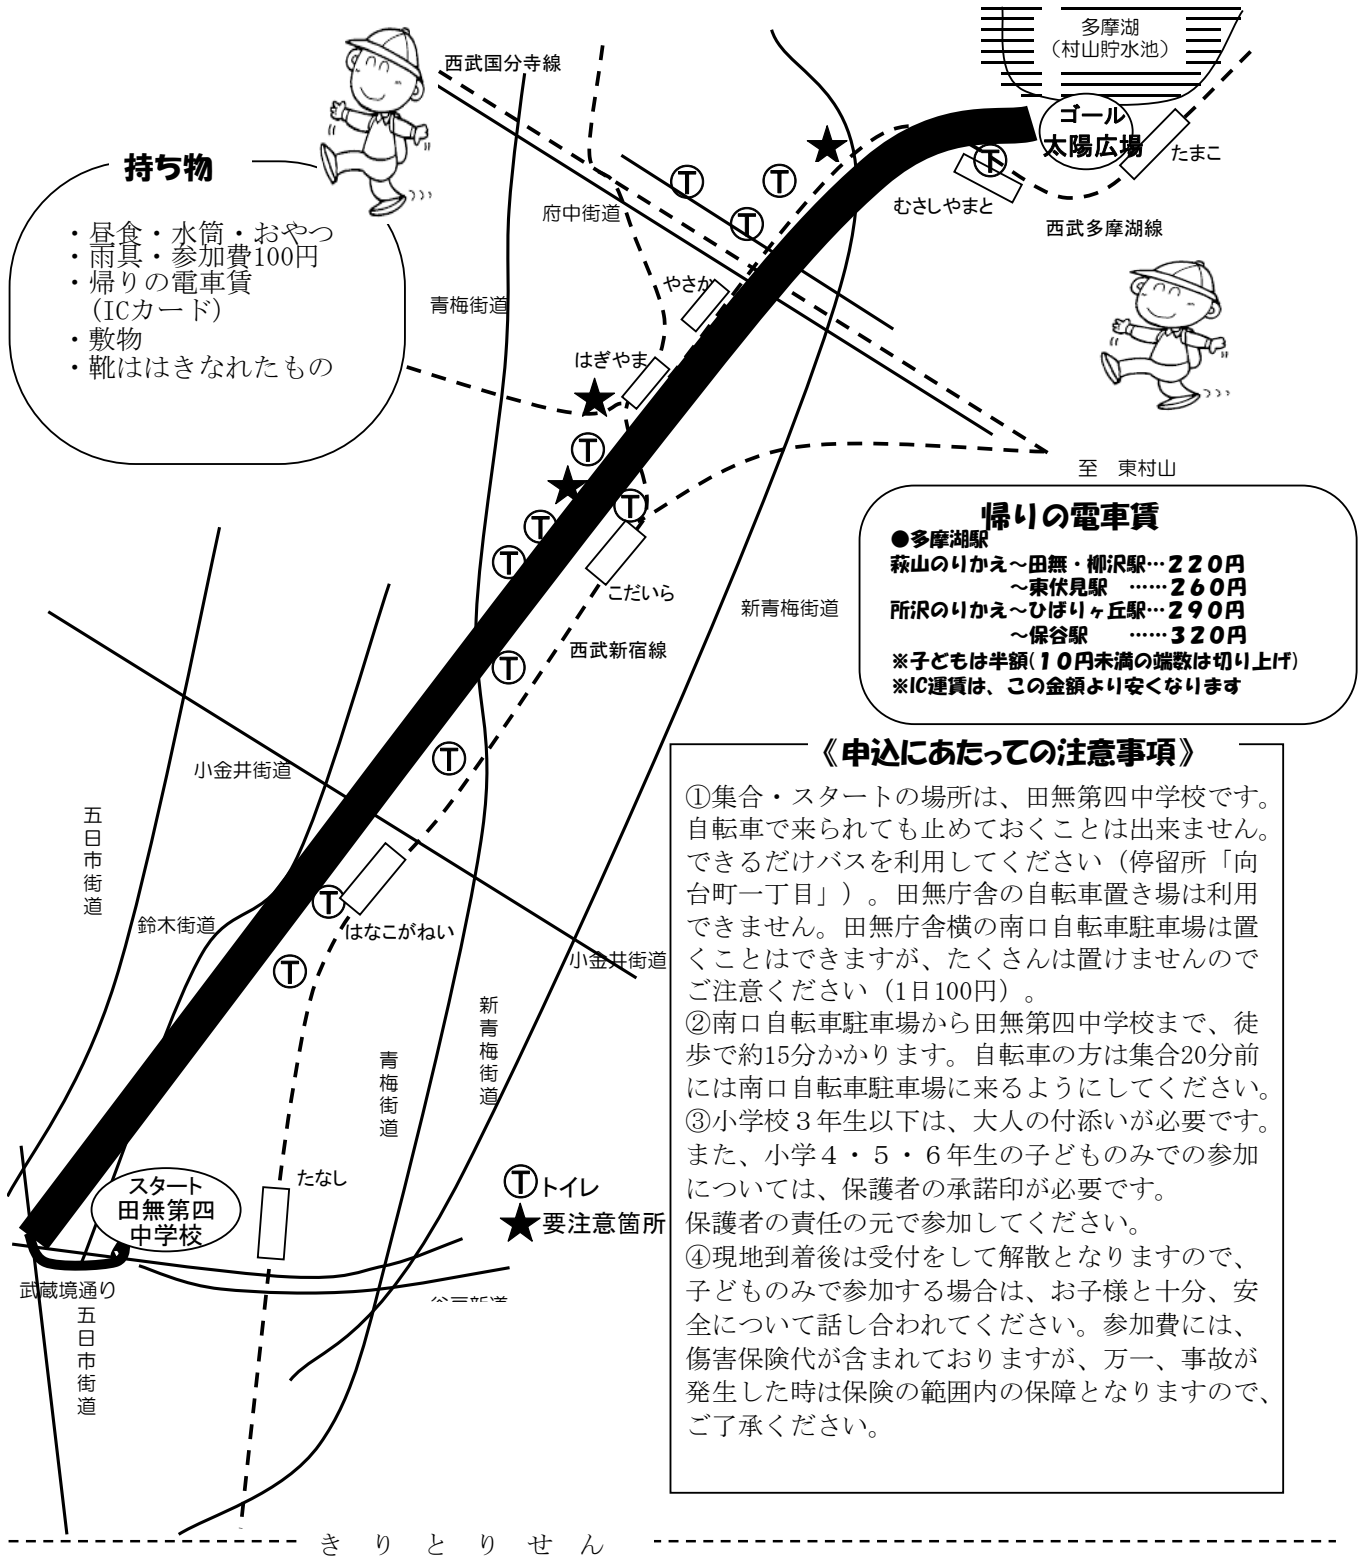 多摩湖
（村山貯水池）
西武国分寺線
ゴール
太陽広場
たまこ
むさしやまと
西武多摩湖線
持ち物
・昼食・水筒・おやつ
・雨具・参加費100円
・帰りの電車賃
（ICカード）
・敷物
・靴ははきなれたもの
府中街道
青梅街道
やさか
はぎやま
至　東村山
帰りの電車賃
●多摩湖駅
萩山のりかえ～田無・柳沢駅…２２０円
～東伏見駅　……２６０円
所沢のりかえ～ひばりヶ丘駅…２９０円
～保谷駅　　……３２０円
※子どもは半額(１０円未満の端数は切り上げ)
※IC運賃は、この金額より安くなります
こだいら
新青梅街道
西武新宿線
小金井街道
五日市街道
鈴木街道
はなこがねい
小金井街道
新青梅街道
青梅街道
たなし
スタート
田無第四
中学校
武蔵境通り
五日市街道
Ⓣトイレ
★要注意箇所
《申込にあたっての注意事項》
①集合・スタートの場所は、田無第四中学校です。
自転車で来られても止めておくことは出来ません。
できるだけバスを利用してください（停留所「向
台町一丁目」）。田無庁舎の自転車置き場は利用
できません。田無庁舎横の南口自転車駐車場は置
くことはできますが、たくさんは置けませんので
ご注意ください（1日100円）。
②南口自転車駐車場から田無第四中学校まで、徒
歩で約15分かかります。自転車の方は集合20分前
には南口自転車駐車場に来るようにしてください。
③小学校３年生以下は、大人の付添いが必要です。
また、小学４・５・６年生の子どものみでの参加
については、保護者の承諾印が必要です。
保護者の責任の元で参加してください。
④現地到着後は受付をして解散となりますので、
子どものみで参加する場合は、お子様と十分、安
全について話し合われてください。参加費には、
傷害保険代が含まれておりますが、万一、事故が
発生した時は保険の範囲内の保障となりますので、
ご了承ください。
きりとりせん